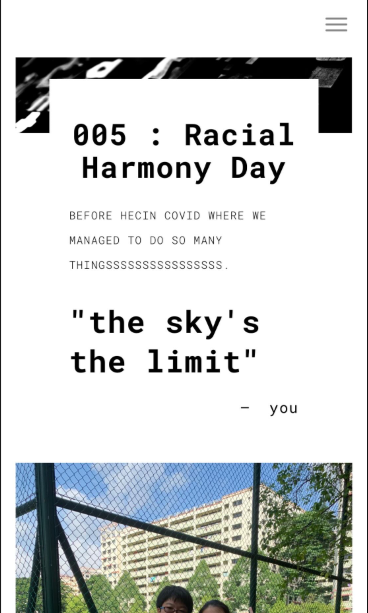 005 : Racial
Harmony Day
BEFORE HECIN COVID WHERE WE
MANAGED TO DO SO MANY
THINGSSSSSSSSSSSSSSSS.
"the sky's
the limit"
— you